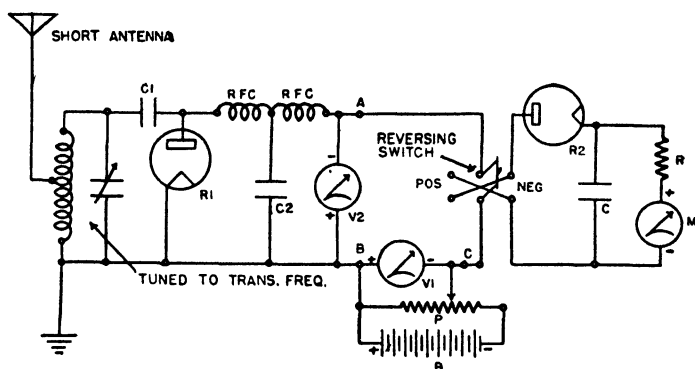 SHORT ANTENNA
C1
RFC RFC
A
R1
C2
V2
-
+
REVERSING
SWITCH
POS
NEG
R2
C
R
+
M
-
B
+
V1
-
C
TUNED TO TRANS. FREQ.
P
+
B
-